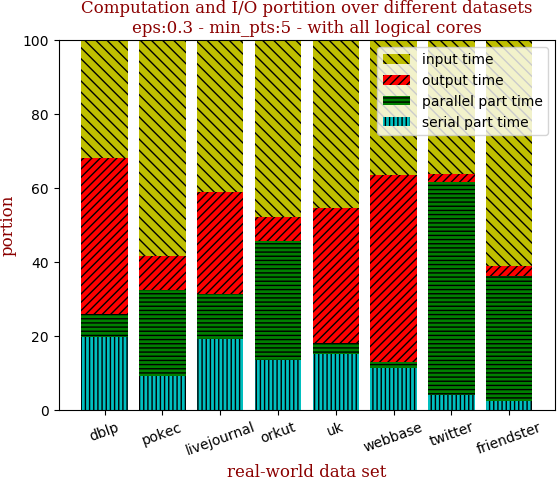 Computation and I/O portition over different datasets
eps:0.3 - min_pts:5 - with all logical cores
100
80
60
40
20
0
portion
input time
output time
parallel part time
serial part time
dblp
pokec
livejournal
orkut
uk
webbase
twitter
friendster
real-world data set